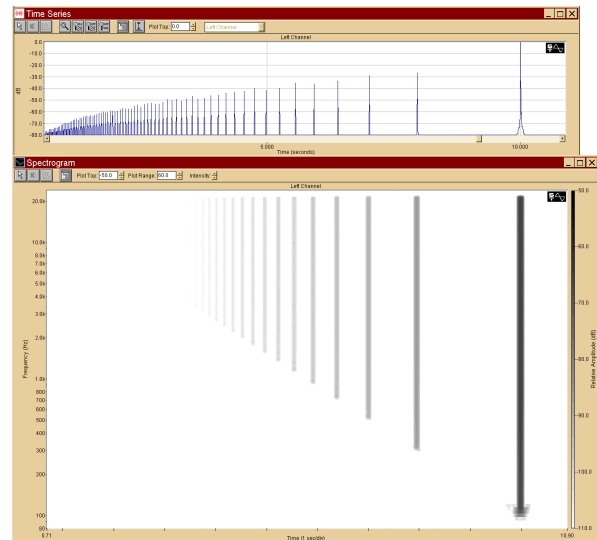 Time Series
Plot Top: 0.0 Left Channel
Left Channel
0.0
-10.0
-20.0
-30.0
-40.0
-50.0
-60.0
-70.0
-80.0
dB
5.000 10.000
Time (seconds)
Spectrogram
Plot Top: -50.0 Plot Range: 60.0 Intensity:
Left Channel
20.0k
10.0k
8.0k
7.0k
6.0k
5.0k
4.0k
3.0k
2.0k
1.0k
800
700
600
500
400
300
200
100
80
Frequency (Hz)
-50.0
-60.0
-70.0
-80.0
-90.0
-100.0
-110.0
Relative Amplitude (dB)
0.71 10.90
Time (1 sec/div)